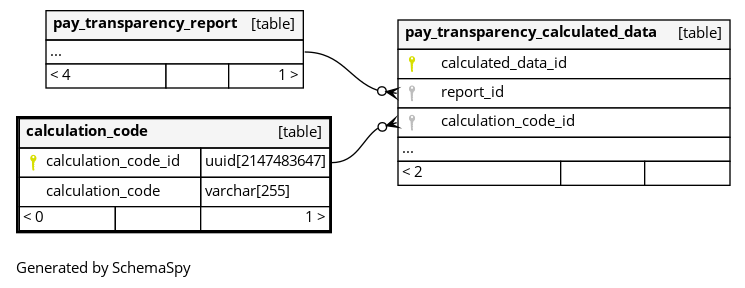 pay_transparency_report [table]
...
< 4 1 >
calculation_code [table]
calculation_code_id uuid[2147483647]
calculation_code varchar[255]
< 0 1 >
pay_transparency_calculated_data [table]
calculated_data_id
report_id
calculation_code_id
...
< 2
Generated by SchemaSpy